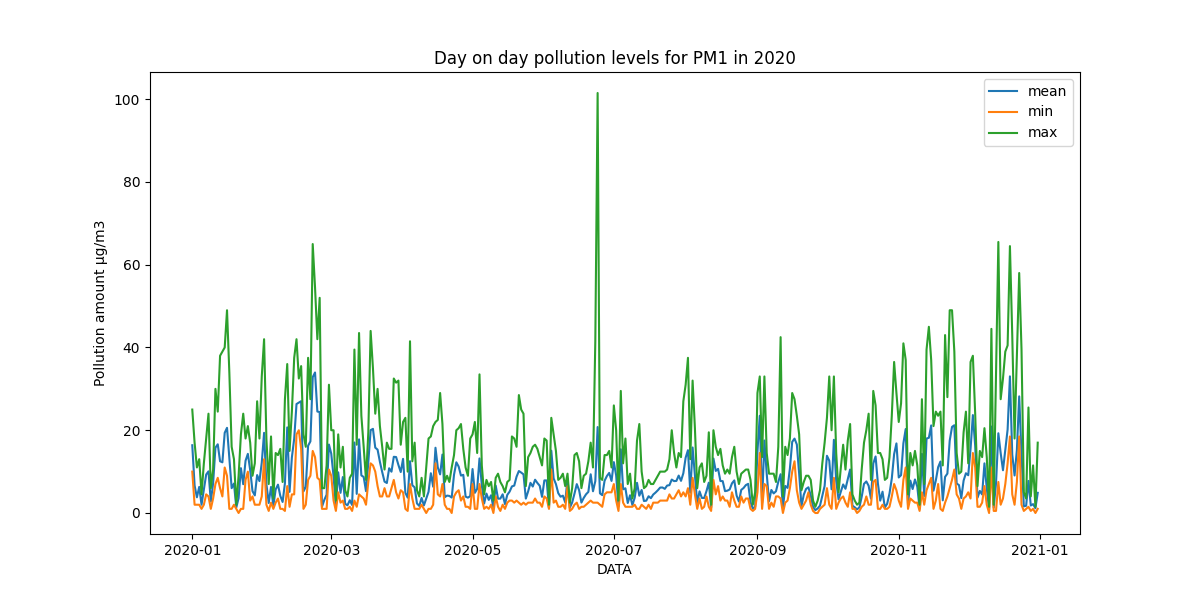 Day on day pollution levels for PM1 in 2020
mean
min
max
Pollution amount µg/m3
100
80
60
40
20
0
2020-01
2020-03
2020-05
2020-07
2020-09
2020-11
2021-01
DATA